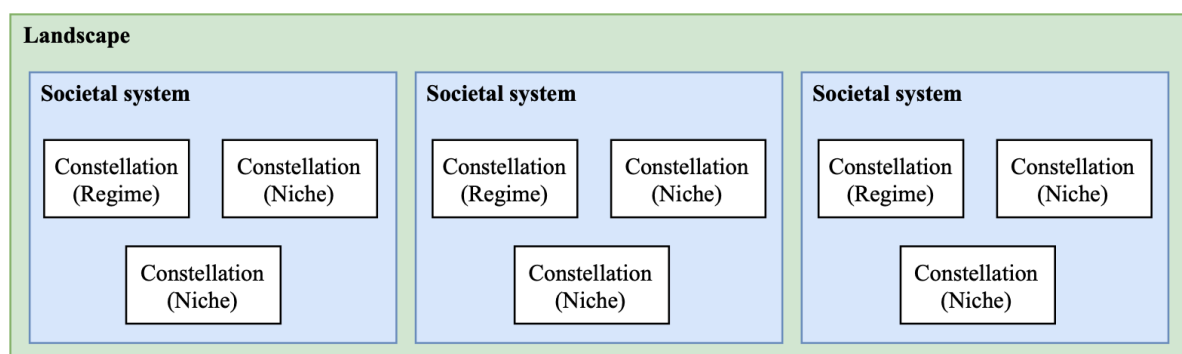 Landscape
Societal system
Constellation
(Regime)
Constellation
(Niche)
Constellation
(Niche)
Societal system
Constellation
(Regime)
Constellation
(Niche)
Constellation
(Niche)
Societal system
Constellation
(Regime)
Constellation
(Niche)
Constellation
(Niche)